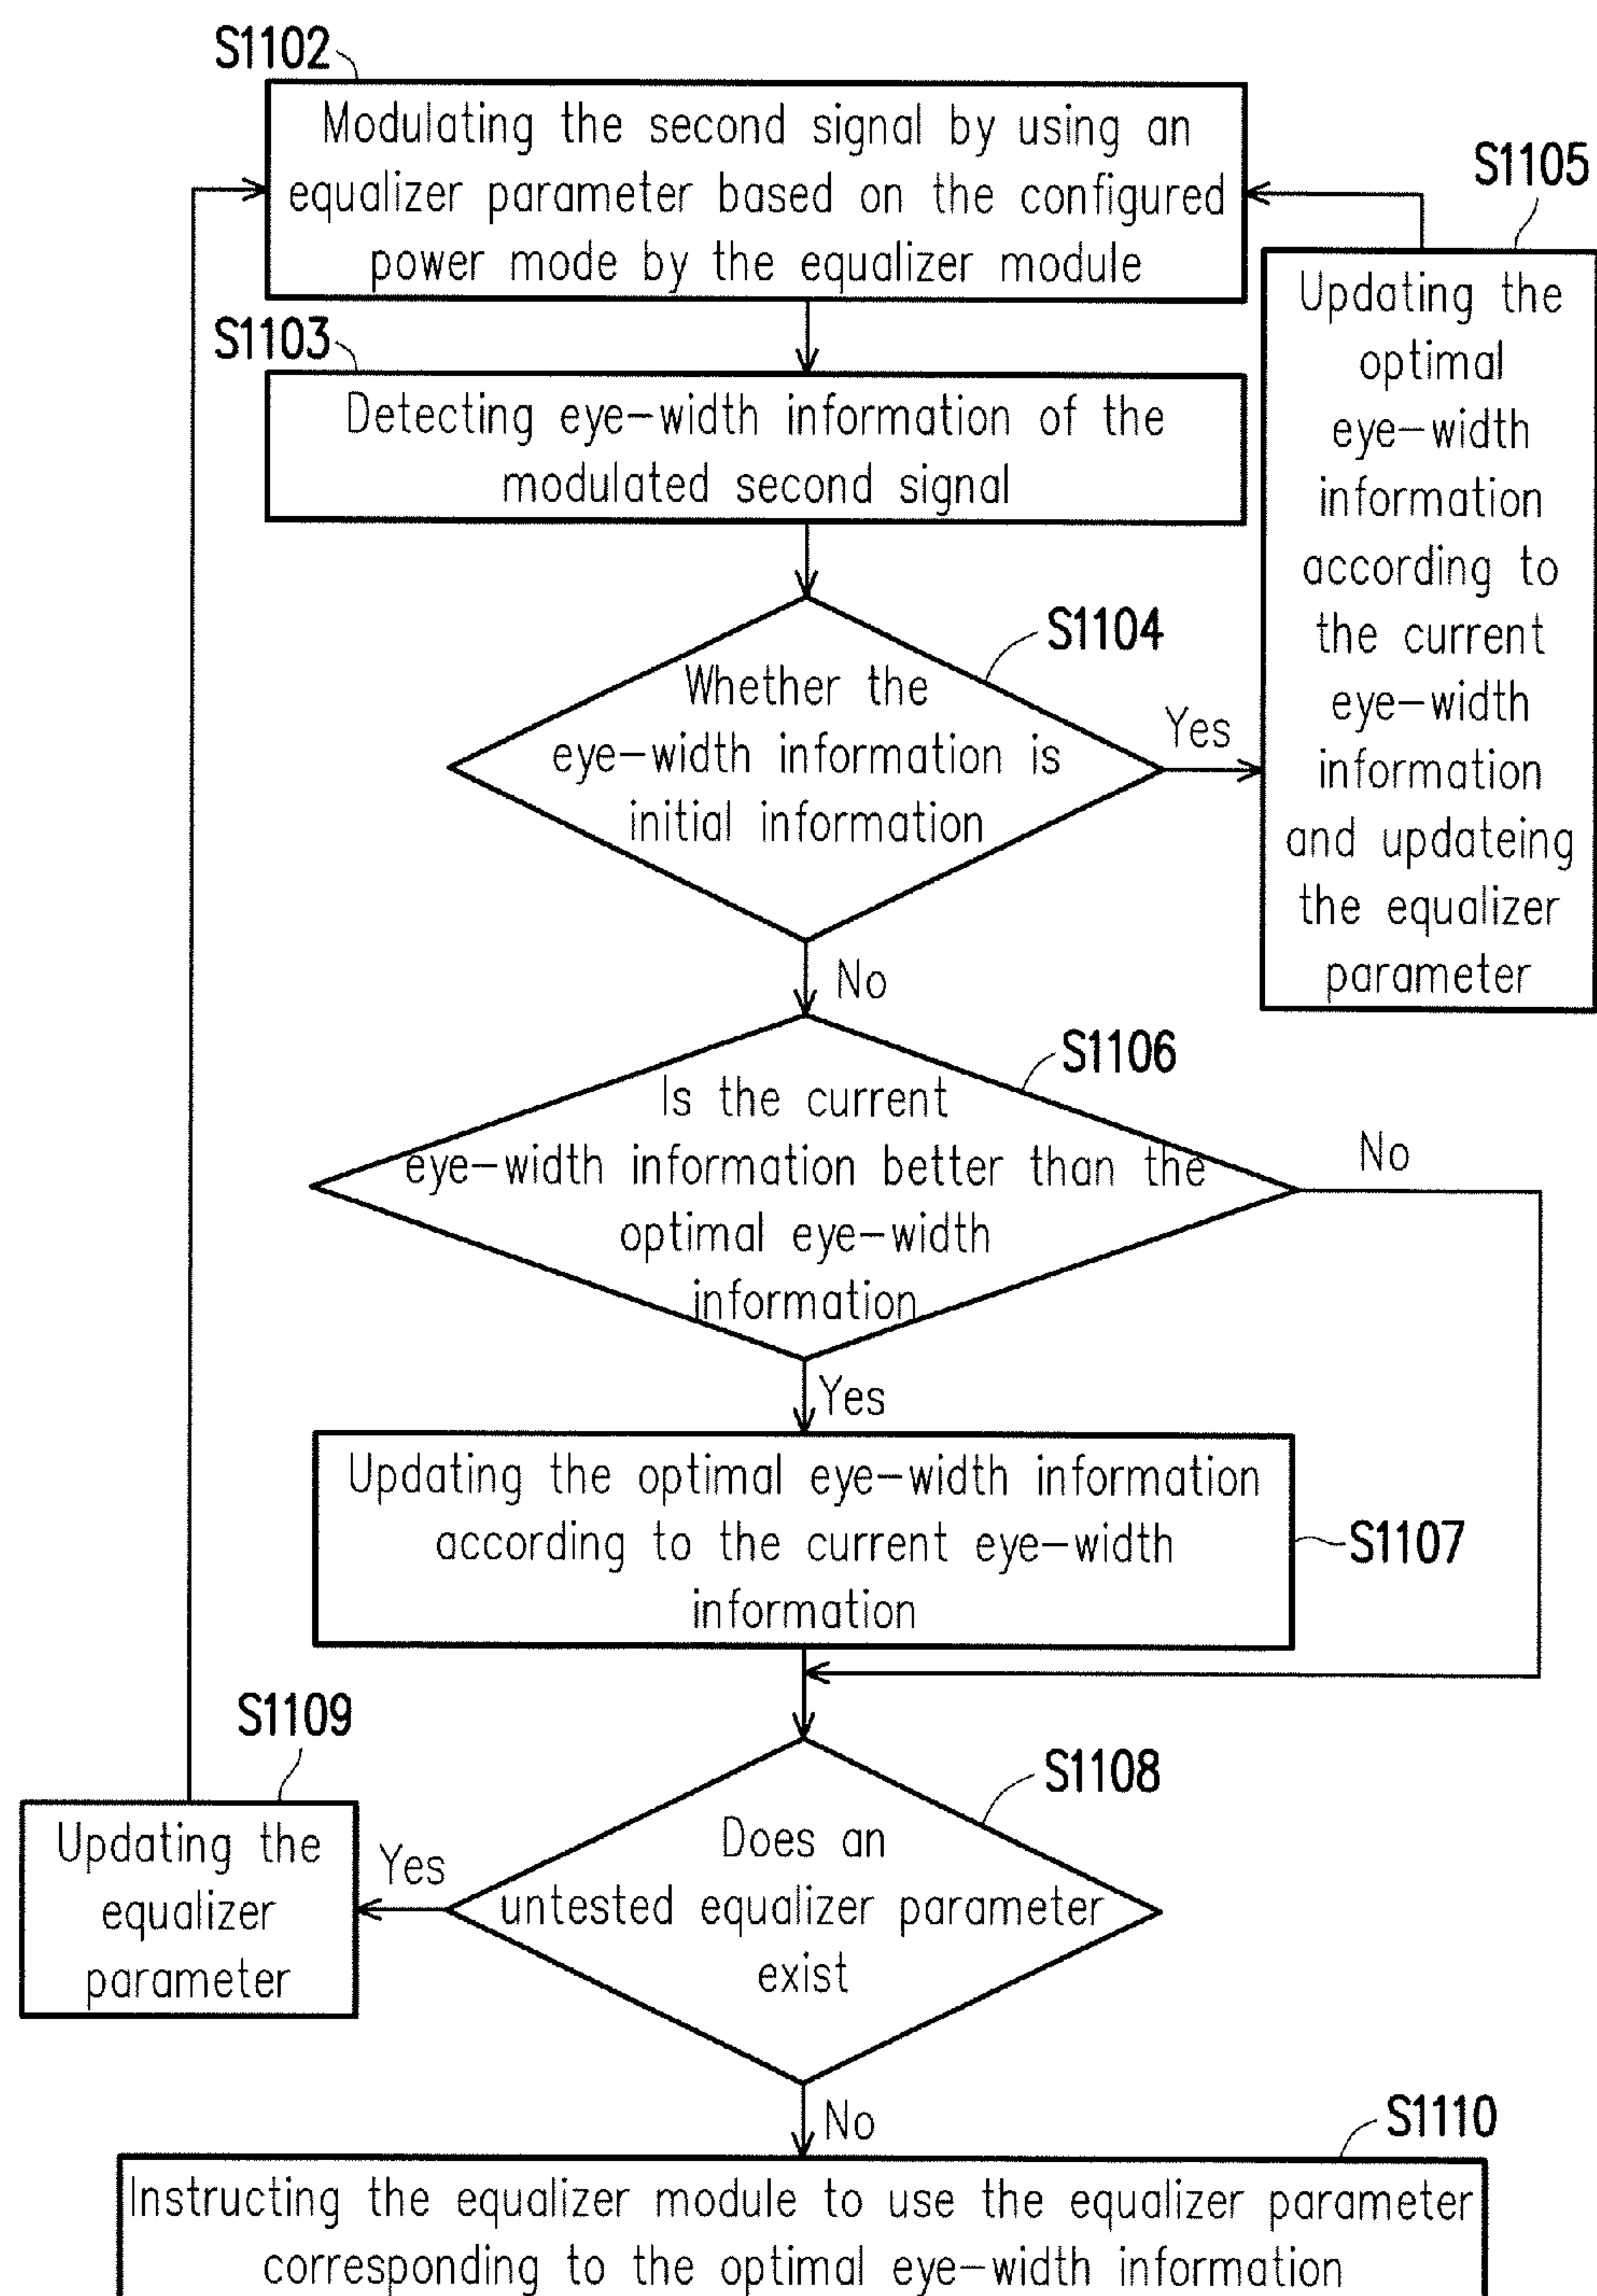 S1102
Modulating the second signal by using an
equalizer parameter based on the configured
power mode by the equalizer module
S1105
Updating the
optimal
eye-width
information
according to
the current
eye-width
information
and updateing
the equalizer
parameter
S1103
Detecting eye-width information of the
modulated second signal
S1104
Whether the
eye-width information is
initial information
Yes
No
S1106
Is the current
eye-width information better than the
optimal eye-width
information
No
Yes
Updating the optimal eye-width information
according to the current eye-width
information
S1107
S1109
Updating the
equalizer
parameter
Yes
S1108
Does an
untested equalizer parameter
exist
No
S1110
Instructing the equalizer module to use the equalizer parameter
corresponding to the optimal eye-width information